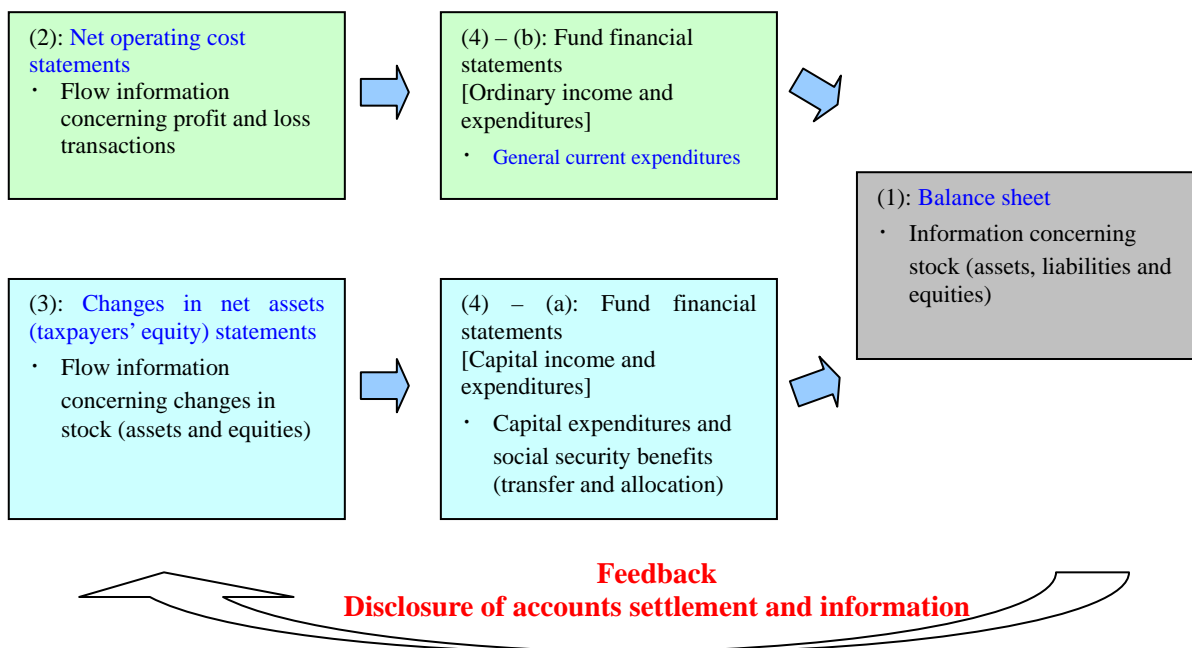 (2): Net operating cost
statements
・ Flow information
concerning profit and loss
transactions
(4) – (b): Fund financial
statements
[Ordinary income and
expenditures]
・ General current expenditures
(1): Balance sheet
・ Information concerning
stock (assets, liabilities and
equities)
(3): Changes in net assets
(taxpayers’ equity) statements
・ Flow information
concerning changes in
stock (assets and equities)
(4) – (a): Fund financial
statements
[Capital income and
expenditures]
・ Capital expenditures and
social security benefits
(transfer and allocation)
Feedback
Disclosure of accounts settlement and information